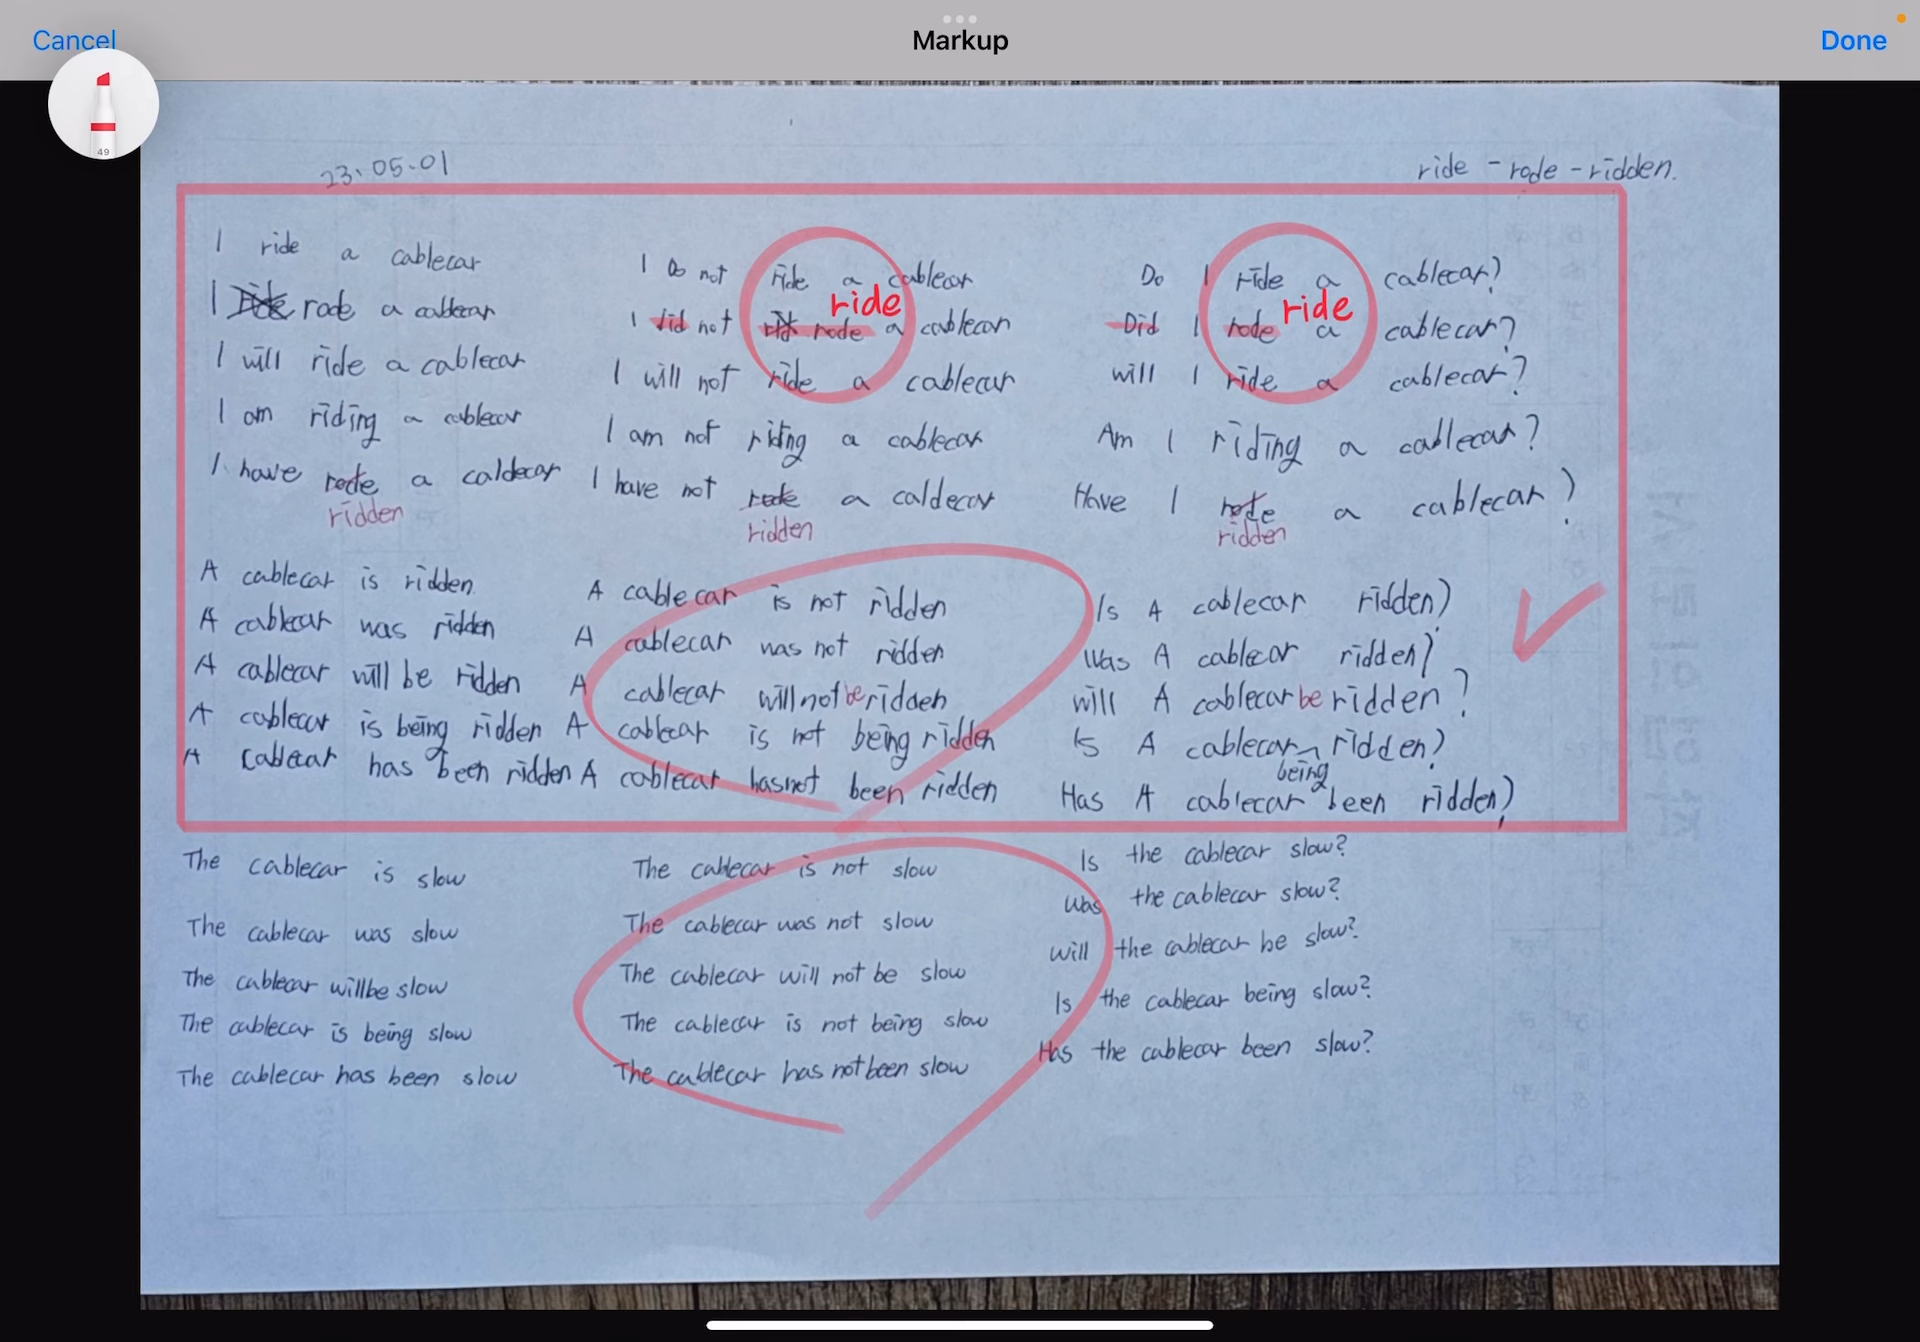 Cancel
Markup
Done
49
23.05.01
ride - rode - ridden.
I ride a cablecar
I rode a cablecar
I will ride a cablecar
I am riding a cablecar
I have rode a caldecar
ridden
I do not ride a cablecar
ride
I did not rode a cablecar
I will not ride a cablecar
I am not riding a cablecar
I have not rode a caldecar
ridden
Do I ride a cablecar?
ride
Did I rode a cablecar?
will I ride a cablecar?
Am I riding a cablecar?
Have I rode a cablecar?
ridden
A cablecar is ridden.
A cablecar was ridden
A cablecar will be ridden
A cablecar is being ridden
A cablecar has been ridden
A cablecar is not ridden
A cablecar was not ridden
A cablecar will not be ridden
A cablecar is not being ridden
A cablecar has not been ridden
Is A cablecar ridden?
Was A cablecar ridden?
will A cablecar be ridden?
Is A cablecar ridden?
being
Has A cablecar been ridden?
The cablecar is slow
The cablecar was slow
The cablecar will be slow
The cablecar is being slow
The cablecar has been slow
The cablecar is not slow
The cablecar was not slow
The cablecar will not be slow
The cablecar is not being slow
The cablecar has not been slow
Is the cablecar slow?
Was the cablecar slow?
Will the cablecar be slow?
Is the cablecar being slow?
Has the cablecar been slow?